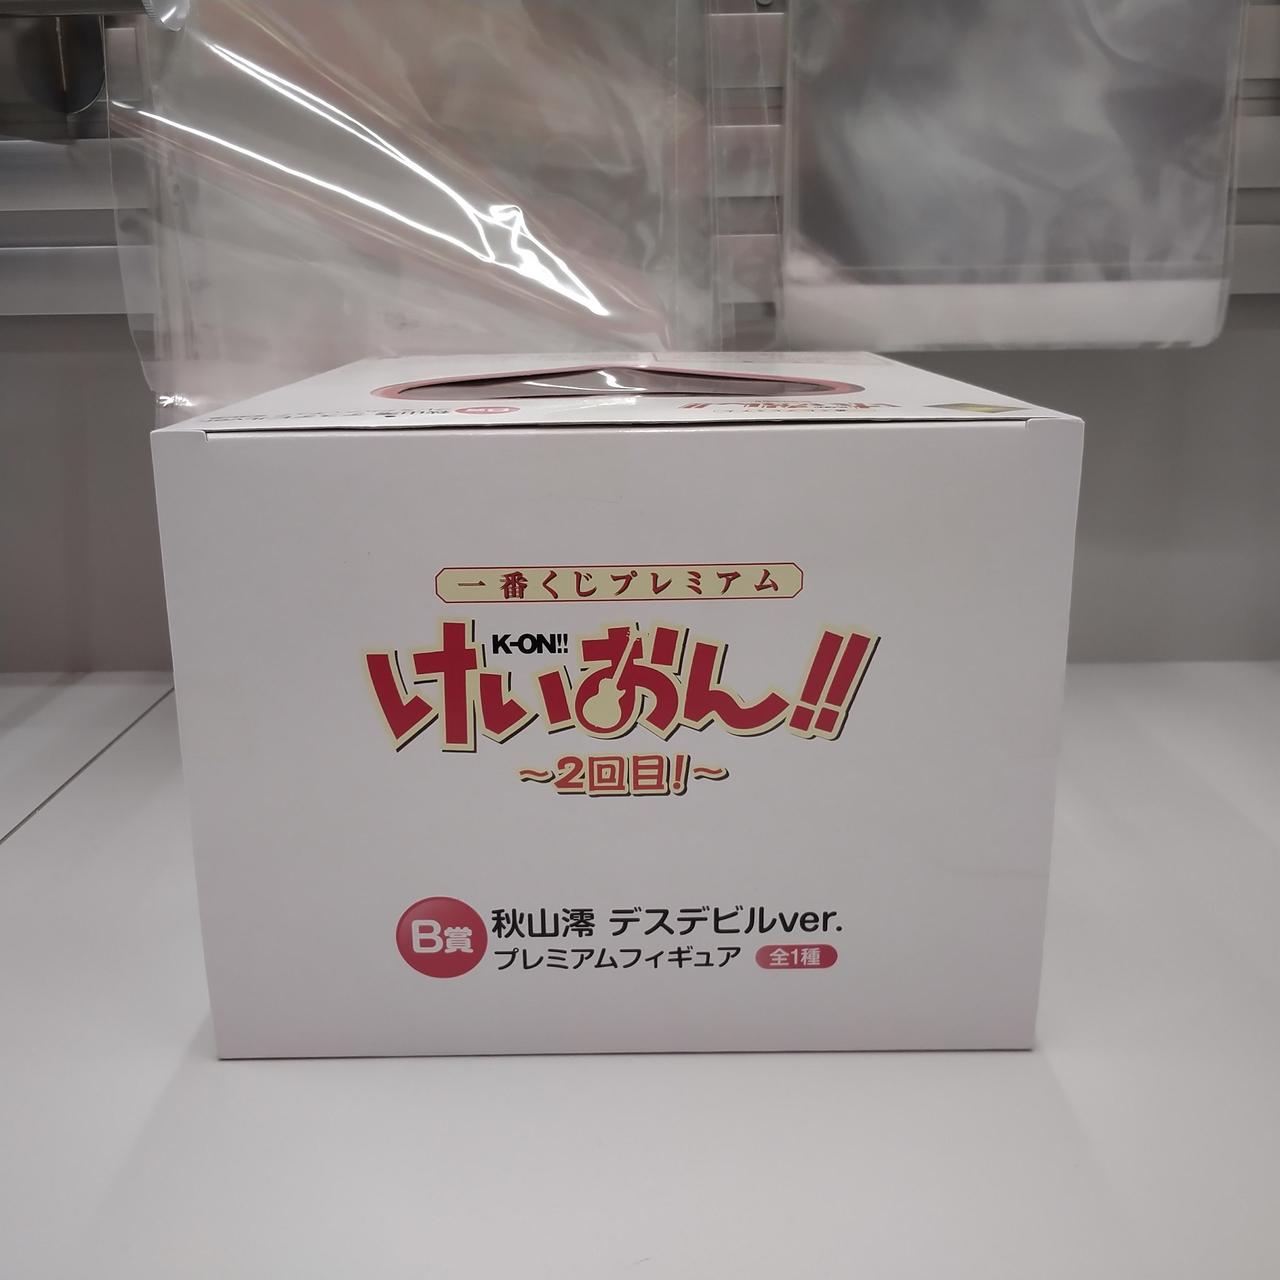 一番くじプレミアム
K-ON!!
けいおん!!
～2回目!～
B賞 秋山澪 デスデビルver.
プレミアムフィギュア 全1種